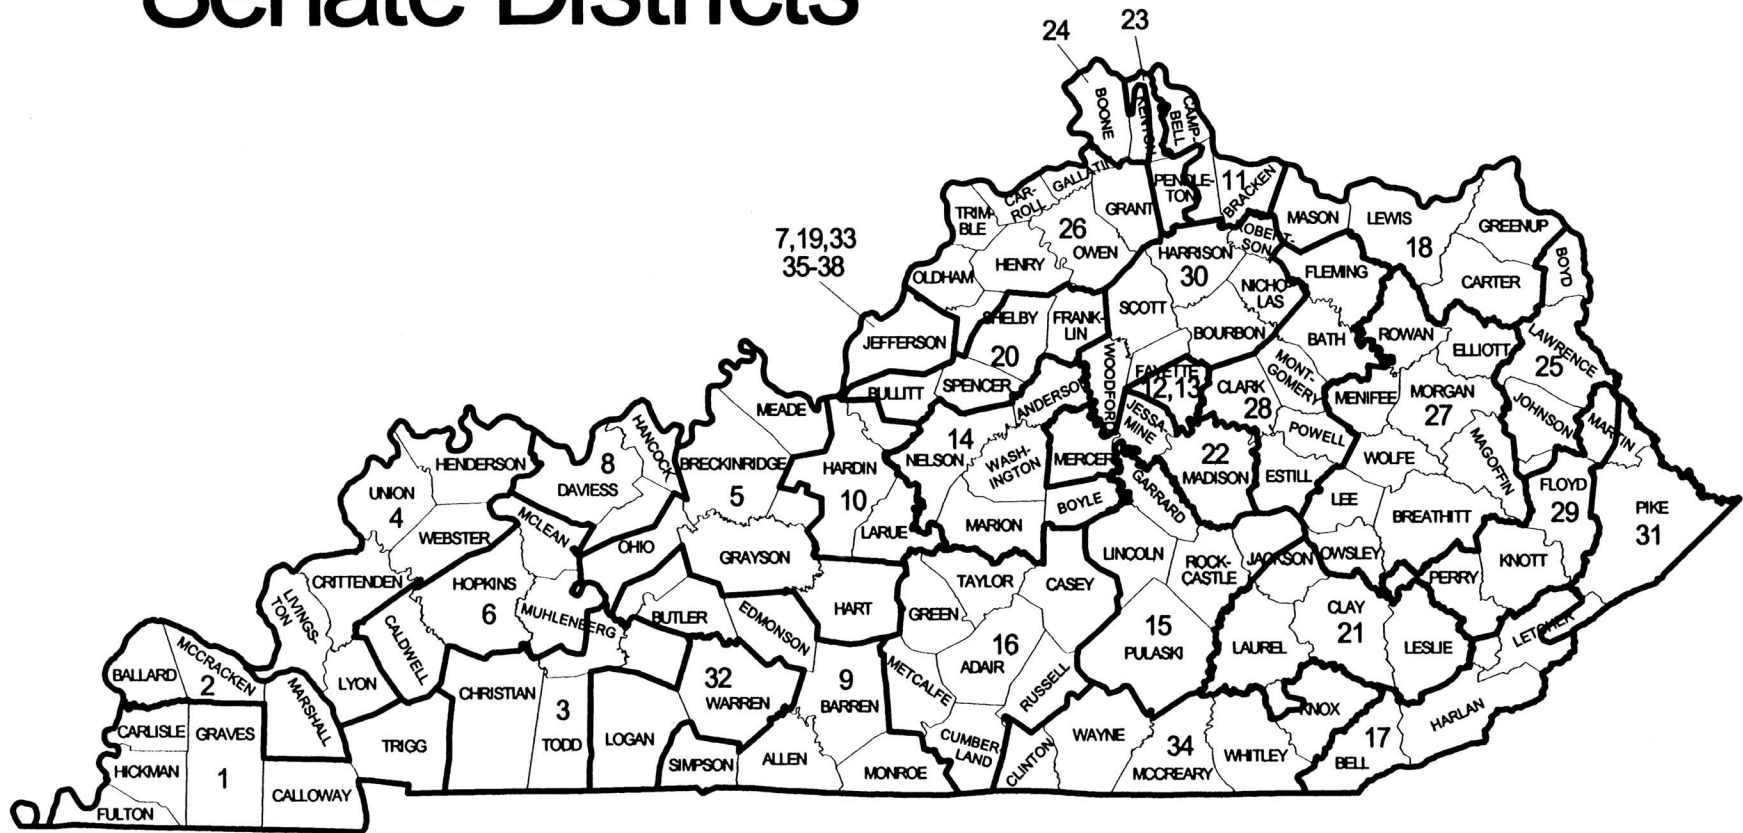 Senate Districts
24
23
BOONE
KENTON
CAMP-
BELL
GALLATIN
CAR-
ROLL
TRIM-
BLE
GRANT
PENDLE-
TON
11
BRACKEN
26
OWEN
HENRY
OLDHAM
MASON
LEWIS
18
GREENUP
CARTER
BOYD
ROBERT-
SON
HARRISON
30
NICHO-
LAS
FLEMING
7,19,33
35-38
JEFFERSON
SHELBY
20
FRANK-
LIN
SCOTT
BOURBON
BATH
ROWAN
ELLIOTT
LAWRENCE
25
BULLITT
SPENCER
ANDERSON
WOODFORD
FAYETTE
12,13
CLARK
28
MONT-
GOMERY
MENIFEE
MORGAN
27
JOHNSON
MARTIN
MEADE
HANCOCK
JESSA-
MINE
POWELL
WOLFE
MAGOFFIN
HENDERSON
8
DAVIESS
BRECKINRIDGE
5
HARDIN
10
LARUE
14
NELSON
WASH-
INGTON
MERCER
22
MADISON
ESTILL
LEE
FLOYD
29
PIKE
31
UNION
4
WEBSTER
MCLEAN
OHIO
GRAYSON
MARION
BOYLE
GARRARD
LINCOLN
ROCK-
CASTLE
JACKSON
OWSLEY
BREATHITT
KNOTT
PERRY
CRITTENDEN
LIVINGS-
TON
HOPKINS
6
MUHLENBERG
BUTLER
EDMONSON
HART
GREEN
TAYLOR
CASEY
15
PULASKI
LAUREL
CLAY
21
LESLIE
LETCHER
CALDWELL
LYON
BALLARD
MCCRACKEN
2
MARSHALL
CHRISTIAN
3
TODD
LOGAN
32
WARREN
9
BARREN
METCALFE
16
ADAIR
RUSSELL
KNOX
HARLAN
CARLISLE
GRAVES
1
HICKMAN
FULTON
CALLOWAY
TRIGG
SIMPSON
ALLEN
MONROE
CUMBER-
LAND
CLINTON
WAYNE
34
MCCREARY
WHITLEY
17
BELL